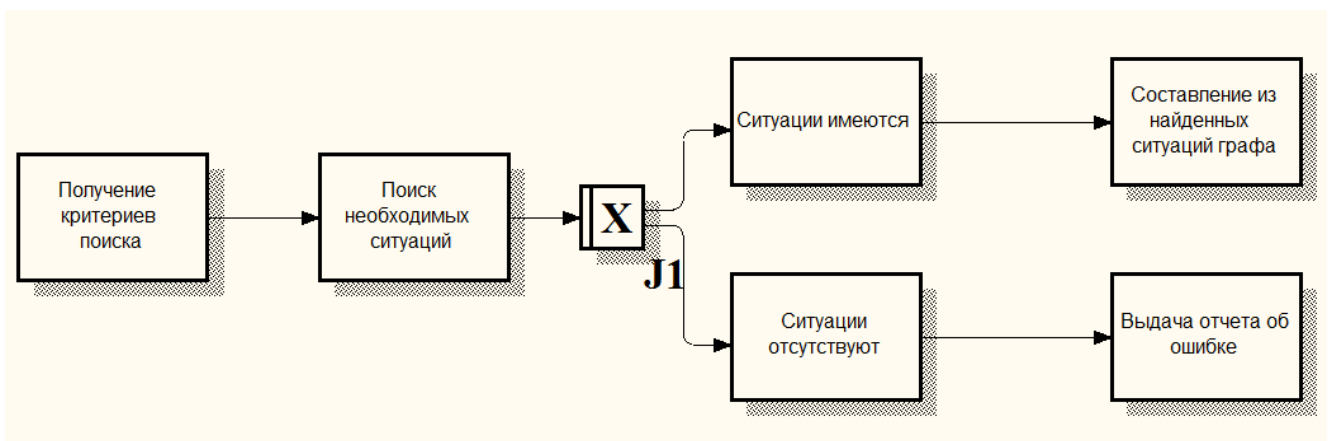 Получение
критериев
поиска
Поиск
необходимых
ситуаций
X
J1
Ситуации имеются
Составление из
найденных
ситуаций графа
Ситуации
отсутствуют
Выдача отчета об
ошибке